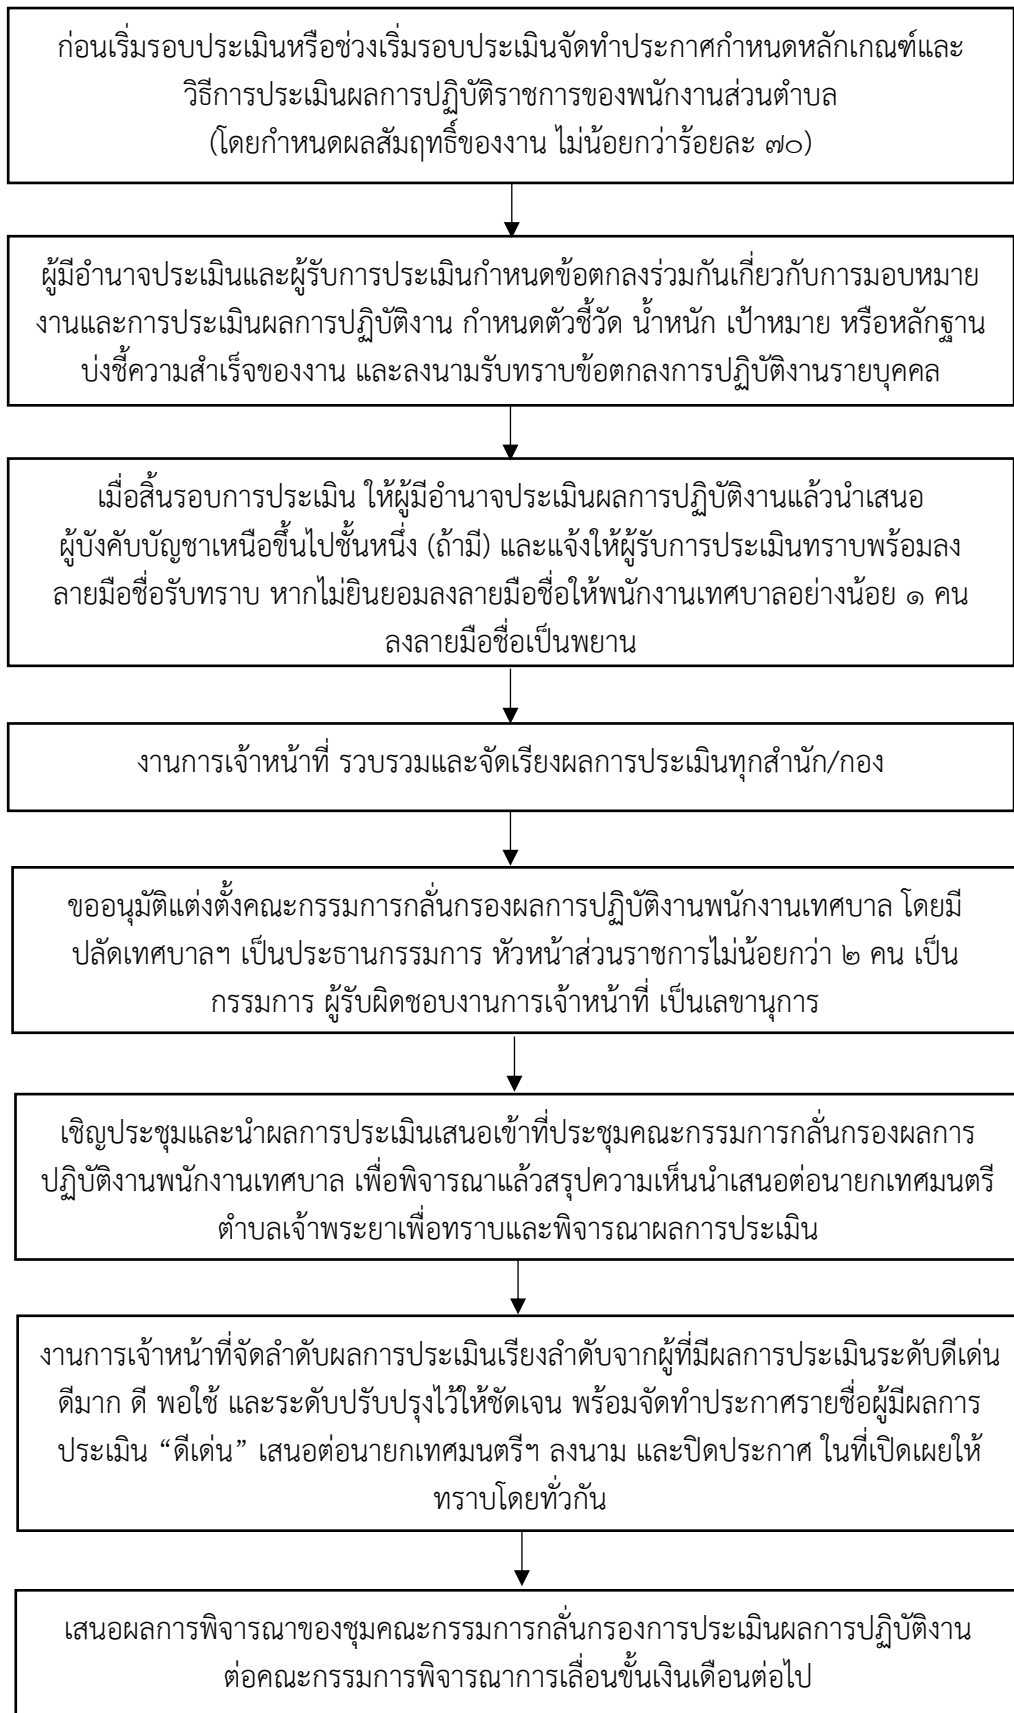 ก่อนเริ่มรอบประเมินหรือช่วงเริ่มรอบประเมินจัดทำประกาศกำหนดหลักเกณฑ์และ
วิธีการประเมินผลการปฏิบัติราชการของพนักงานส่วนตำบล
(โดยกำหนดผลสัมฤทธิ์ของงาน ไม่น้อยกว่าร้อยละ ๗๐)
ผู้มีอำนาจประเมินและผู้รับการประเมินกำหนดข้อตกลงร่วมกันเกี่ยวกับการมอบหมาย
งานและการประเมินผลการปฏิบัติงาน กำหนดตัวชี้วัด น้ำหนัก เป้าหมาย หรือหลักฐาน
บ่งชี้ความสำเร็จของงาน และลงนามรับทราบข้อตกลงการปฏิบัติงานรายบุคคล
เมื่อสิ้นรอบการประเมิน ให้ผู้มีอำนาจประเมินผลการปฏิบัติงานแล้วนำเสนอ
ผู้บังคับบัญชาเหนือขึ้นไปชั้นหนึ่ง (ถ้ามี) และแจ้งให้ผู้รับการประเมินทราบพร้อมลง
ลายมือชื่อรับทราบ หากไม่ยินยอมลงลายมือชื่อให้พนักงานเทศบาลอย่างน้อย ๑ คน
ลงลายมือชื่อเป็นพยาน
งานการเจ้าหน้าที่ รวบรวมและจัดเรียงผลการประเมินทุกสำนัก/กอง
ขออนุมัติแต่งตั้งคณะกรรมการกลั่นกรองผลการปฏิบัติงานพนักงานเทศบาล โดยมี
ปลัดเทศบาลฯ เป็นประธานกรรมการ หัวหน้าส่วนราชการไม่น้อยกว่า ๒ คน เป็น
กรรมการ ผู้รับผิดชอบงานการเจ้าหน้าที่ เป็นเลขานุการ
เชิญประชุมและนำผลการประเมินเสนอเข้าที่ประชุมคณะกรรมการกลั่นกรองผลการ
ปฏิบัติงานพนักงานเทศบาล เพื่อพิจารณาแล้วสรุปความเห็นนำเสนอต่อนายกเทศมนตรี
ตำบลเจ้าพระยาเพื่อทราบและพิจารณาผลการประเมิน
งานการเจ้าหน้าที่จัดลำดับผลการประเมินเรียงลำดับจากผู้ที่มีผลการประเมินระดับดีเด่น
ดีมาก ดี พอใช้ และระดับปรับปรุงไว้ให้ชัดเจน พร้อมจัดทำประกาศรายชื่อผู้มีผลการ
ประเมิน “ดีเด่น” เสนอต่อนายกเทศมนตรีฯ ลงนาม และปิดประกาศ ในที่เปิดเผยให้
ทราบโดยทั่วกัน
เสนอผลการพิจารณาของชุมคณะกรรมการกลั่นกรองการประเมินผลการปฏิบัติงาน
ต่อคณะกรรมการพิจารณาการเลื่อนขั้นเงินเดือนต่อไป